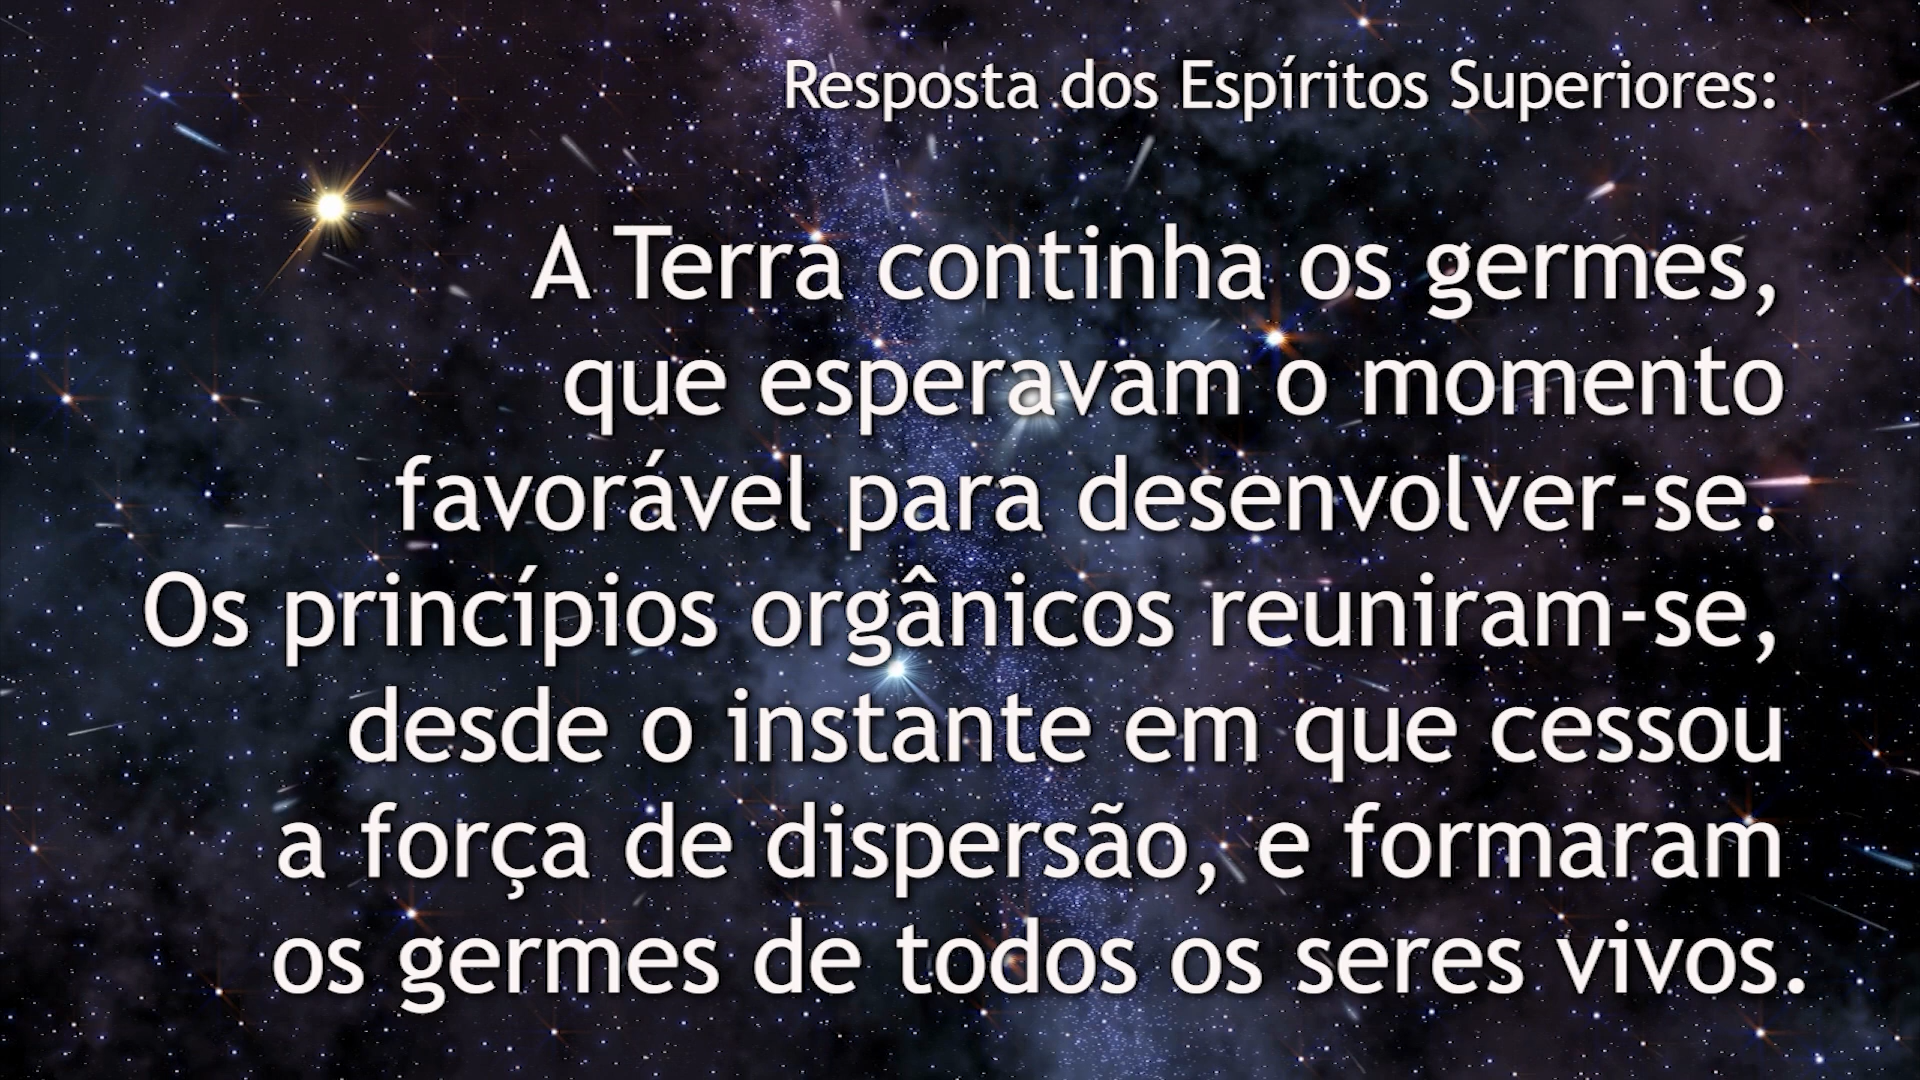 Resposta dos Espíritos Superiores:
A Terra continha os germes,
que esperavam o momento
favorável para desenvolver-se.
Os princípios orgânicos reuniram-se,
desde o instante em que cessou
a força de dispersão, e formaram
os germes de todos os seres vivos.